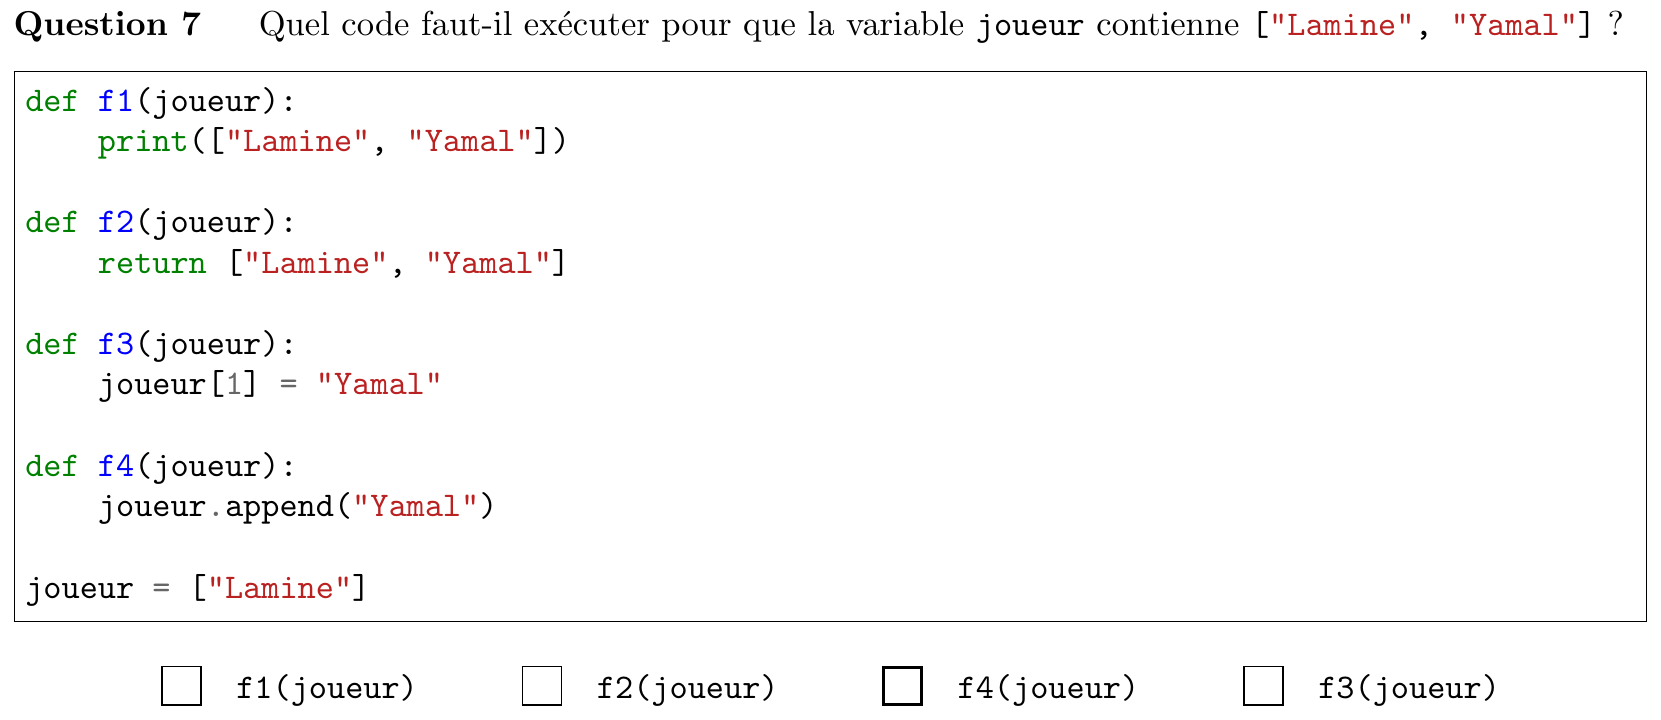 Question 7 Quel code faut-il exécuter pour que la variable joueur contienne ["Lamine", "Yamal"] ?
def f1(joueur):
    print(["Lamine", "Yamal"])
def f2(joueur):
    return ["Lamine", "Yamal"]
def f3(joueur):
    joueur[1] = "Yamal"
def f4(joueur):
    joueur.append("Yamal")
joueur = ["Lamine"]
f1(joueur) f2(joueur) f4(joueur) f3(joueur)